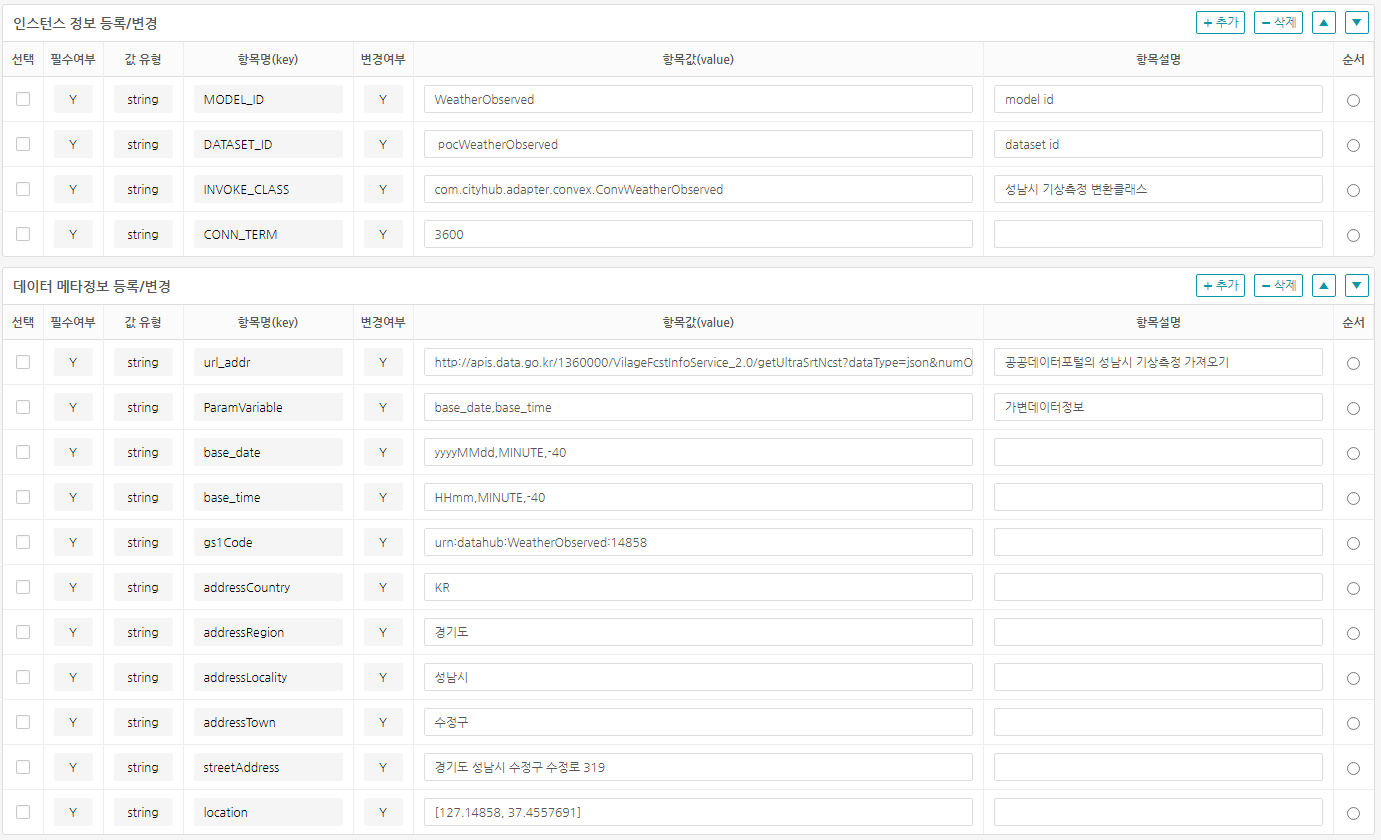 인스턴스 정보 등록/변경 + 추가 − 삭제 ▲ ▼
선택 필수여부 값 유형 항목명(key) 변경여부 항목값(value) 항목설명 순서
Y string MODEL_ID Y WeatherObserved model id
Y string DATASET_ID Y pocWeatherObserved dataset id
Y string INVOKE_CLASS Y com.cityhub.adapter.convex.ConvWeatherObserved 성남시 기상측정 변환클래스
Y string CONN_TERM Y 3600
데이터 메타정보 등록/변경 + 추가 − 삭제 ▲ ▼
선택 필수여부 값 유형 항목명(key) 변경여부 항목값(value) 항목설명 순서
Y string url_addr Y http://apis.data.go.kr/1360000/VilageFcstInfoService_2.0/getUltraSrtNcst?dataType=json&numO 공공데이터포털의 성남시 기상측정 가져오기
Y string ParamVariable Y base_date,base_time 가변데이터정보
Y string base_date Y yyyyMMdd,MINUTE,-40
Y string base_time Y HHmm,MINUTE,-40
Y string gs1Code Y urn:datahub:WeatherObserved:14858
Y string addressCountry Y KR
Y string addressRegion Y 경기도
Y string addressLocality Y 성남시
Y string addressTown Y 수정구
Y string streetAddress Y 경기도 성남시 수정구 수정로 319
Y string location Y [127.14858, 37.4557691]